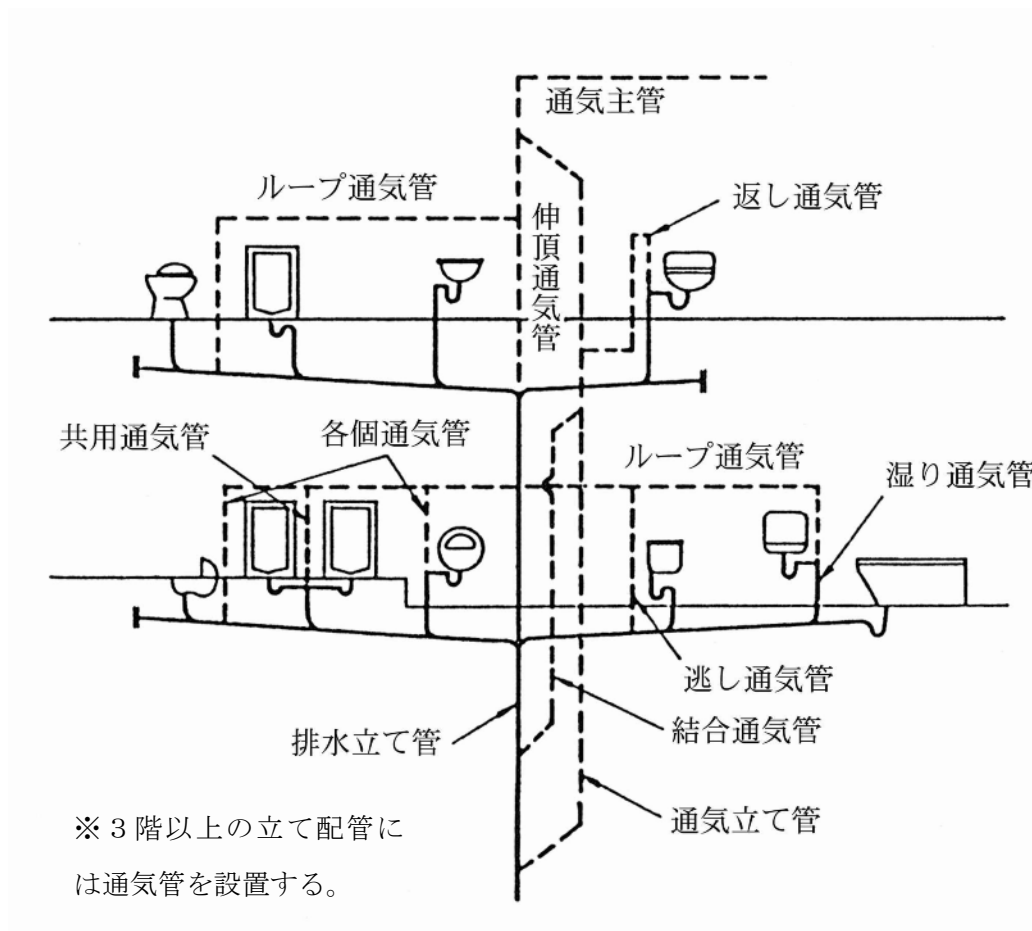 通気主管
ループ通気管
返し通気管
伸頂通気管
共用通気管
各個通気管
ループ通気管
湿り通気管
逃し通気管
排水立て管
結合通気管
通気立て管
※３階以上の立て配管に
は通気管を設置する。